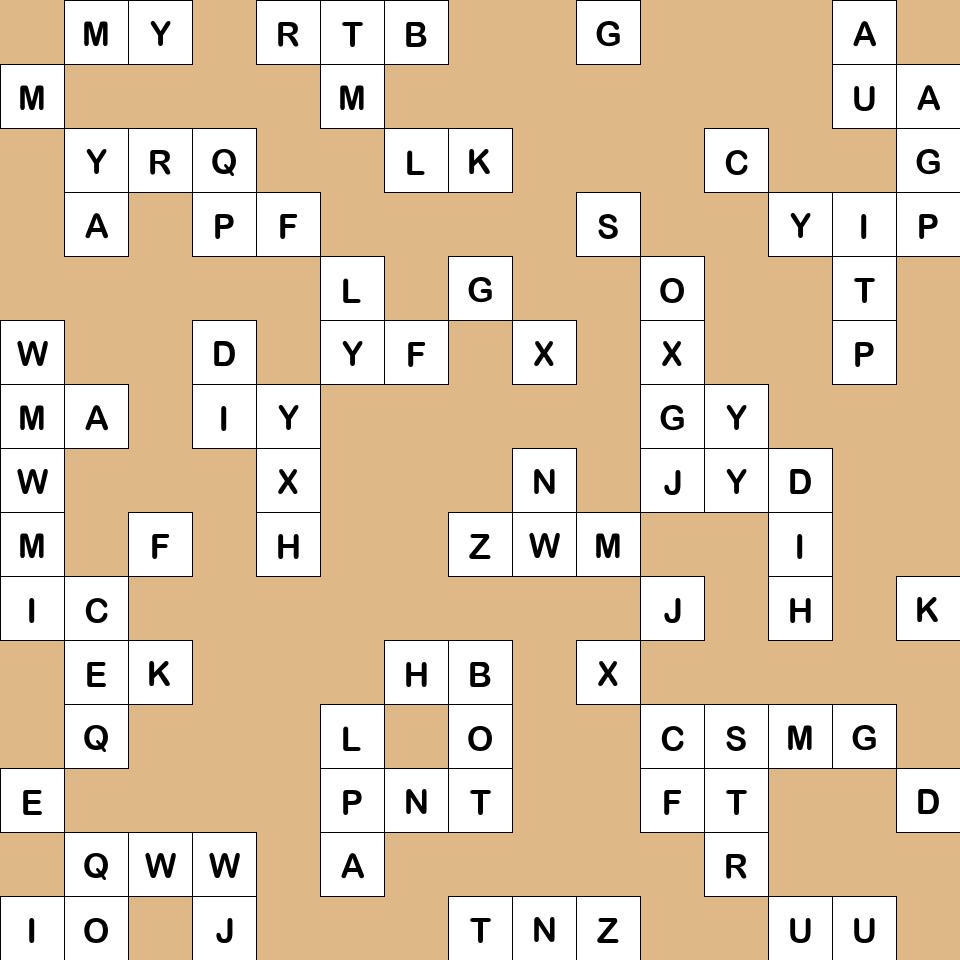 M Y R T B G A
M M U A
Y R Q L K C G
A P F S Y I P
L G O T
W D Y F X X P
M A I Y G Y
W X N J Y D
M F H Z W M I
I C J H K
E K H B X
Q L O C S M G
E P N T F T D
Q W W A R
I O J T N Z U U